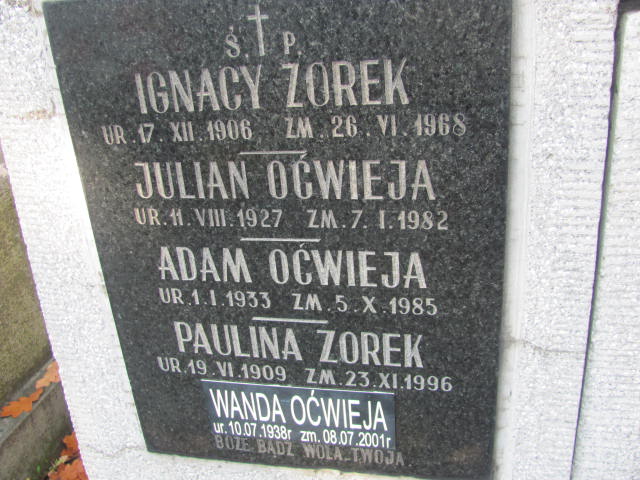 Ś P.
IGNACY ŻOREK
UR. 17 XII. 1906 ZM. 26. VI. 1968
JULIAN OĆWIEJA
UR. 11. VIII. 1927 ZM. 7. I. 1982
ADAM OĆWIEJA
UR. 1. I. 1933 ZM. 5. X. 1985
PAULINA ŻOREK
UR. 19. VI. 1909 ZM. 23. XI. 1996
WANDA OĆWIEJA
ur. 10.07.1938r zm. 08.07.2001r
BOŻE BĄDŹ WOLA TWOJA